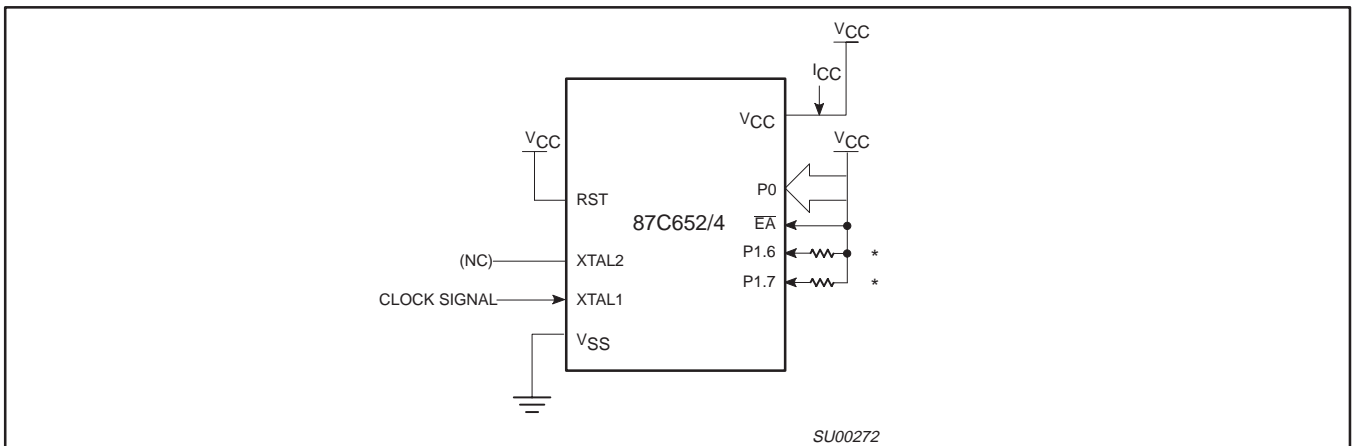 VCC
ICC
VCC
VCC
VCC
P0
RST
87C652/4
EA
P1.6
*
(NC)
XTAL2
P1.7
*
CLOCK SIGNAL
XTAL1
VSS
SU00272